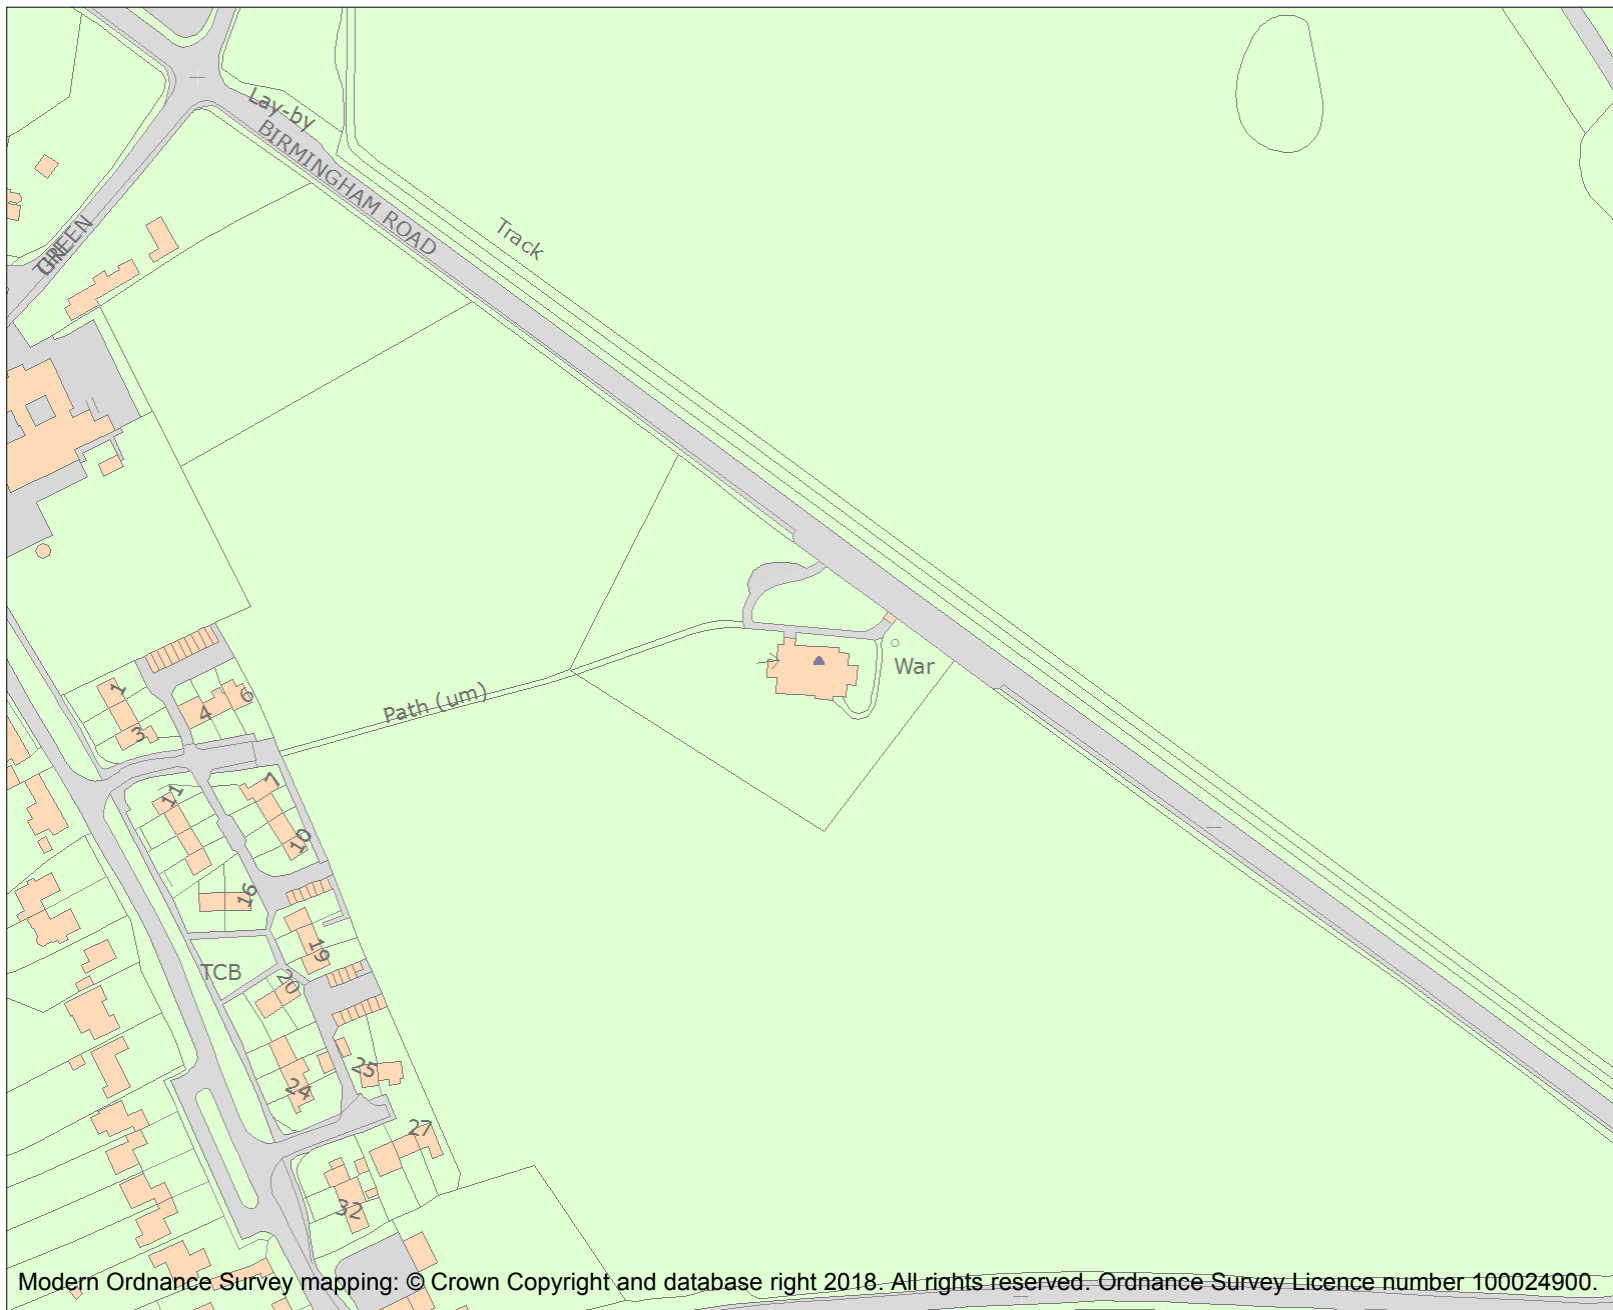 Lay-by
BIRMINGHAM ROAD
Track
THE
GREEN
War
Path (um)
1
6
4
3
7
11
10
16
19
TCB
20
25
24
27
32
Modern Ordnance Survey mapping: © Crown Copyright and database right 2018. All rights reserved. Ordnance Survey Licence number 100024900.